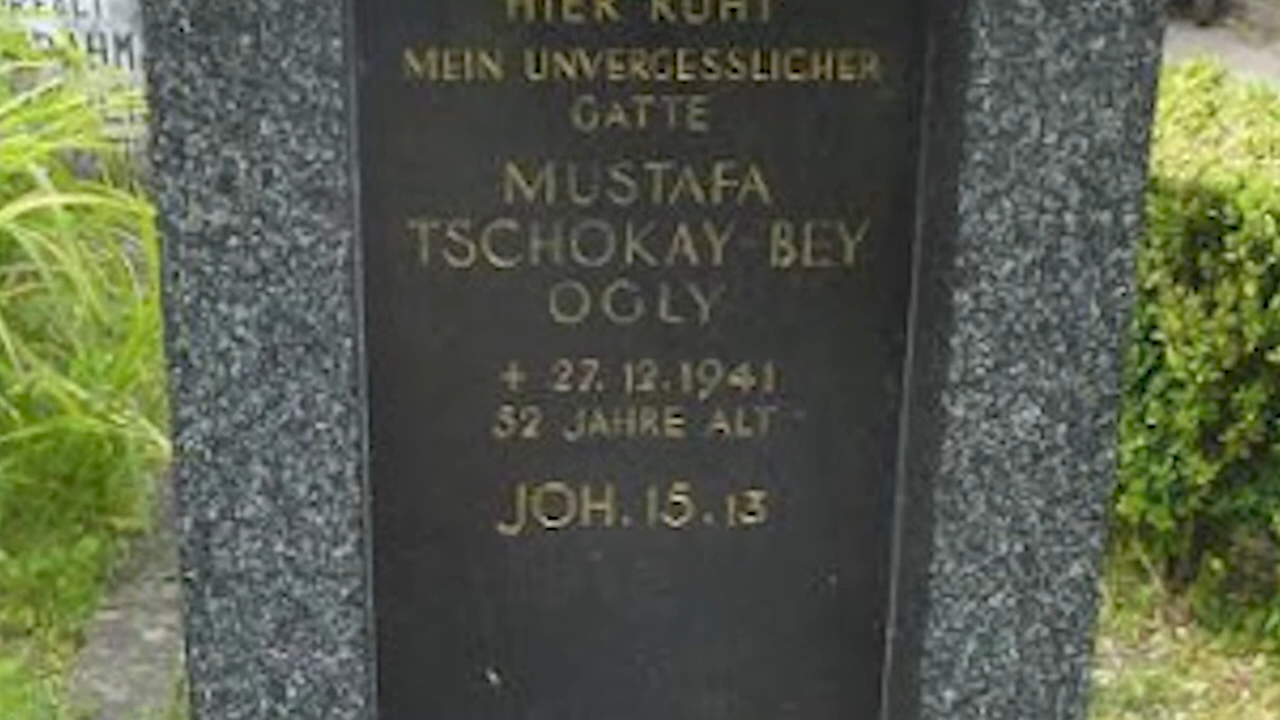 HIER RUHT
MEIN UNVERGESSLICHER
GATTE
MUSTAFA
TSCHOKAY BEY
OGLY
+ 27. 12. 1941
52 JAHRE ALT
JOH. 15. 13